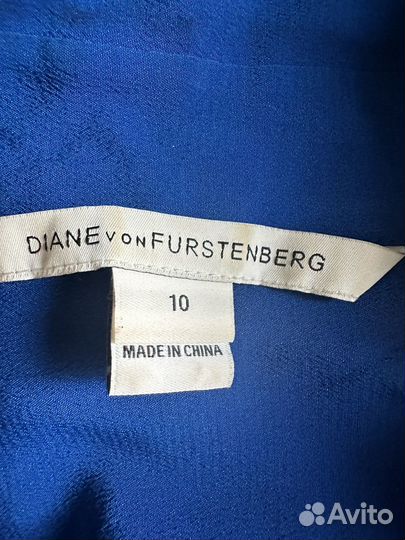 DIANE VON FURSTENBERG
10
MADE IN CHINA
Avito